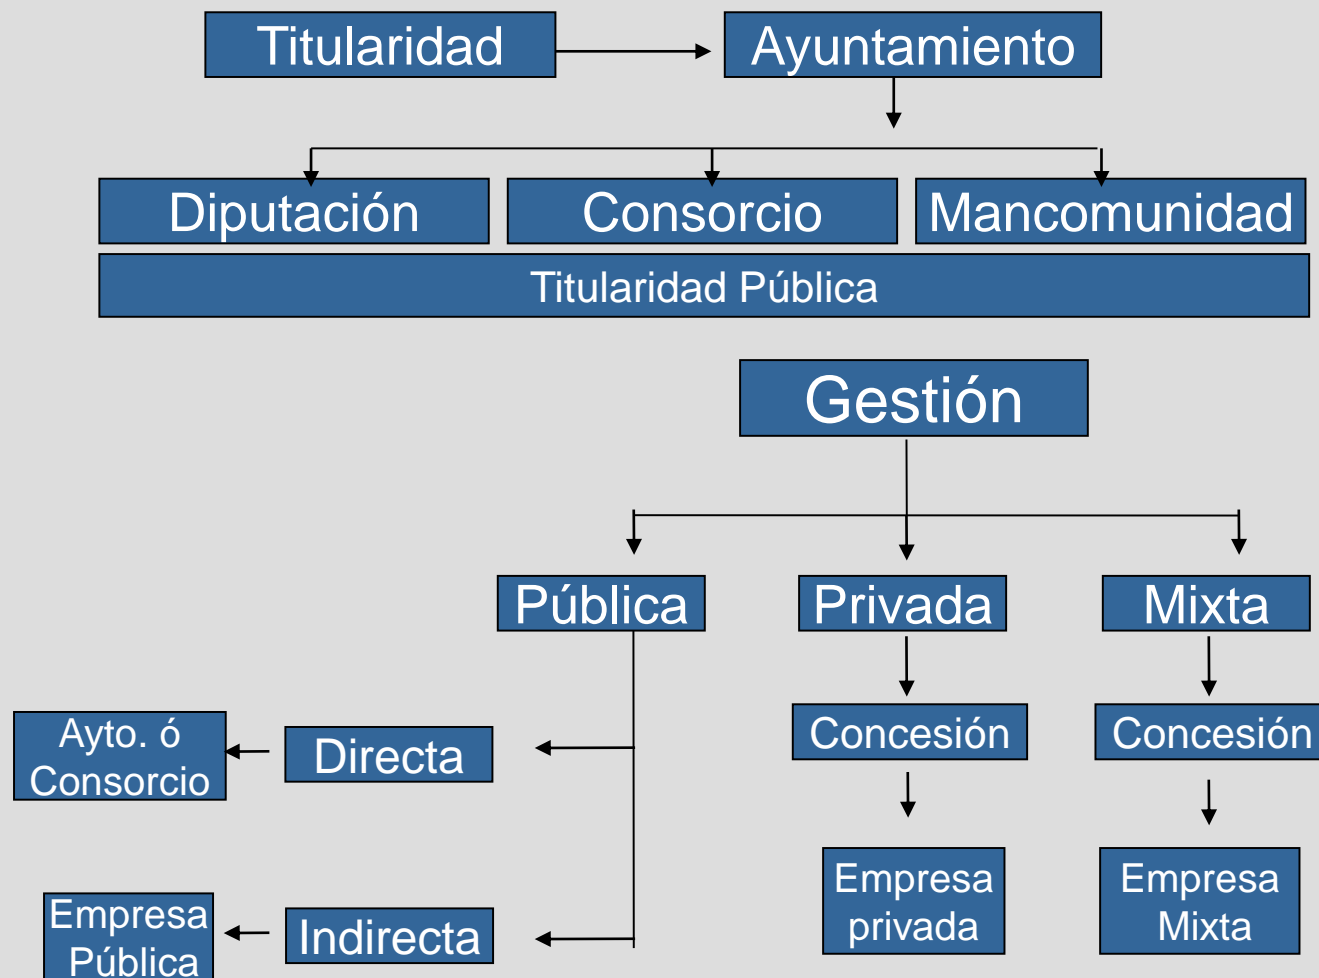 Titularidad
Ayuntamiento
Diputación
Consorcio
Mancomunidad
Titularidad Pública
Gestión
Pública
Privada
Mixta
Ayto. ó
Consorcio
Directa
Concesión
Concesión
Empresa
Pública
Indirecta
Empresa
privada
Empresa
Mixta